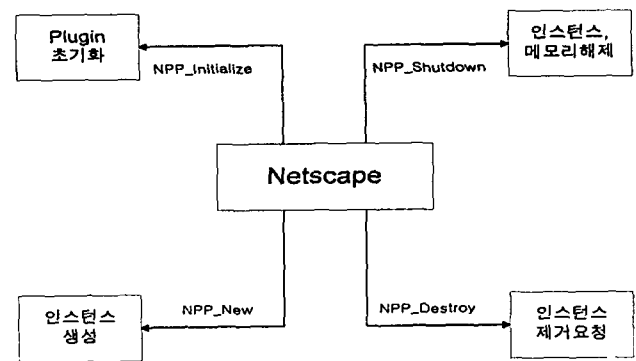 Plugin
초기화
인스턴스,
메모리해제
NPP_Initialize
NPP_Shutdown
Netscape
NPP_New
NPP_Destroy
인스턴스
생성
인스턴스
제거요청